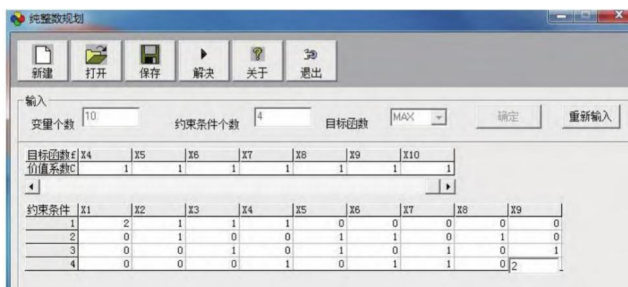 纯整数规划
新建 打开 保存 解决 关于 退出
输入
变量个数 10 约束条件个数 4 目标函数 MAX 确定 重新输入
目标函数f X4 X5 X6 X7 X8 X9 X10
价值系数C 1 1 1 1 1 1 1
约束条件 X1 X2 X3 X4 X5 X6 X7 X8 X9
1 2 1 1 1 0 0 0 0 0
2 0 1 0 0 1 1 0 1 0
3 0 0 1 0 0 1 1 0 1
4 0 0 0 1 0 1 1 0 2